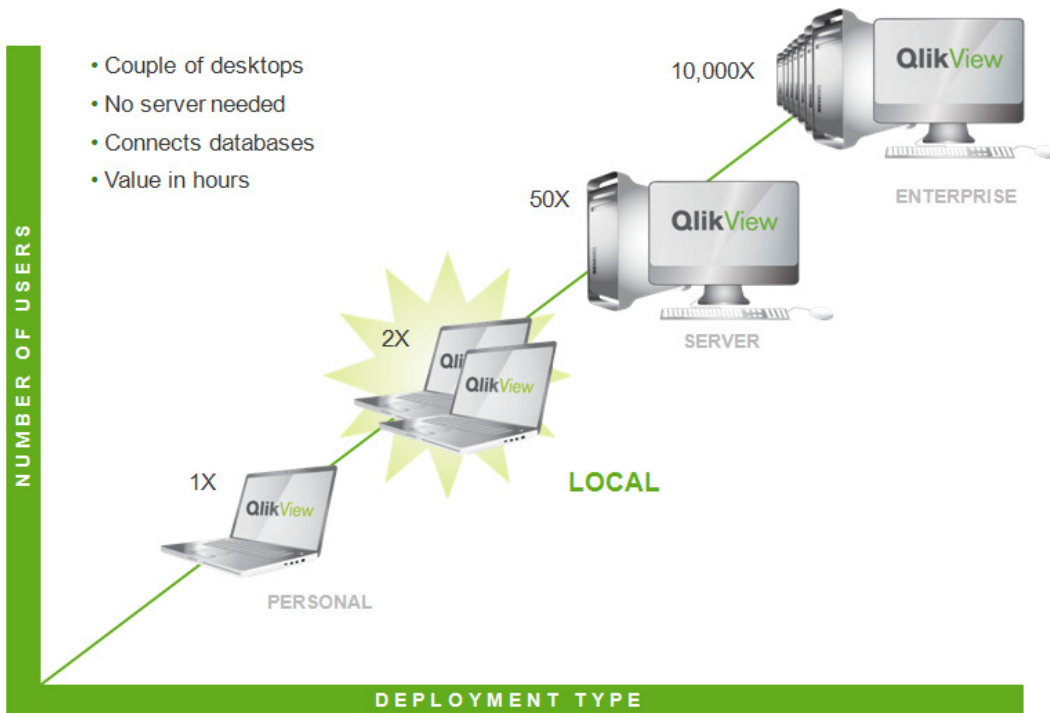 • Couple of desktops
• No server needed
• Connects databases
• Value in hours
10,000X
QlikView
ENTERPRISE
50X
QlikView
SERVER
2X
Qli
QlikView
LOCAL
1X
QlikView
PERSONAL
NUMBER OF USERS
DEPLOYMENT TYPE